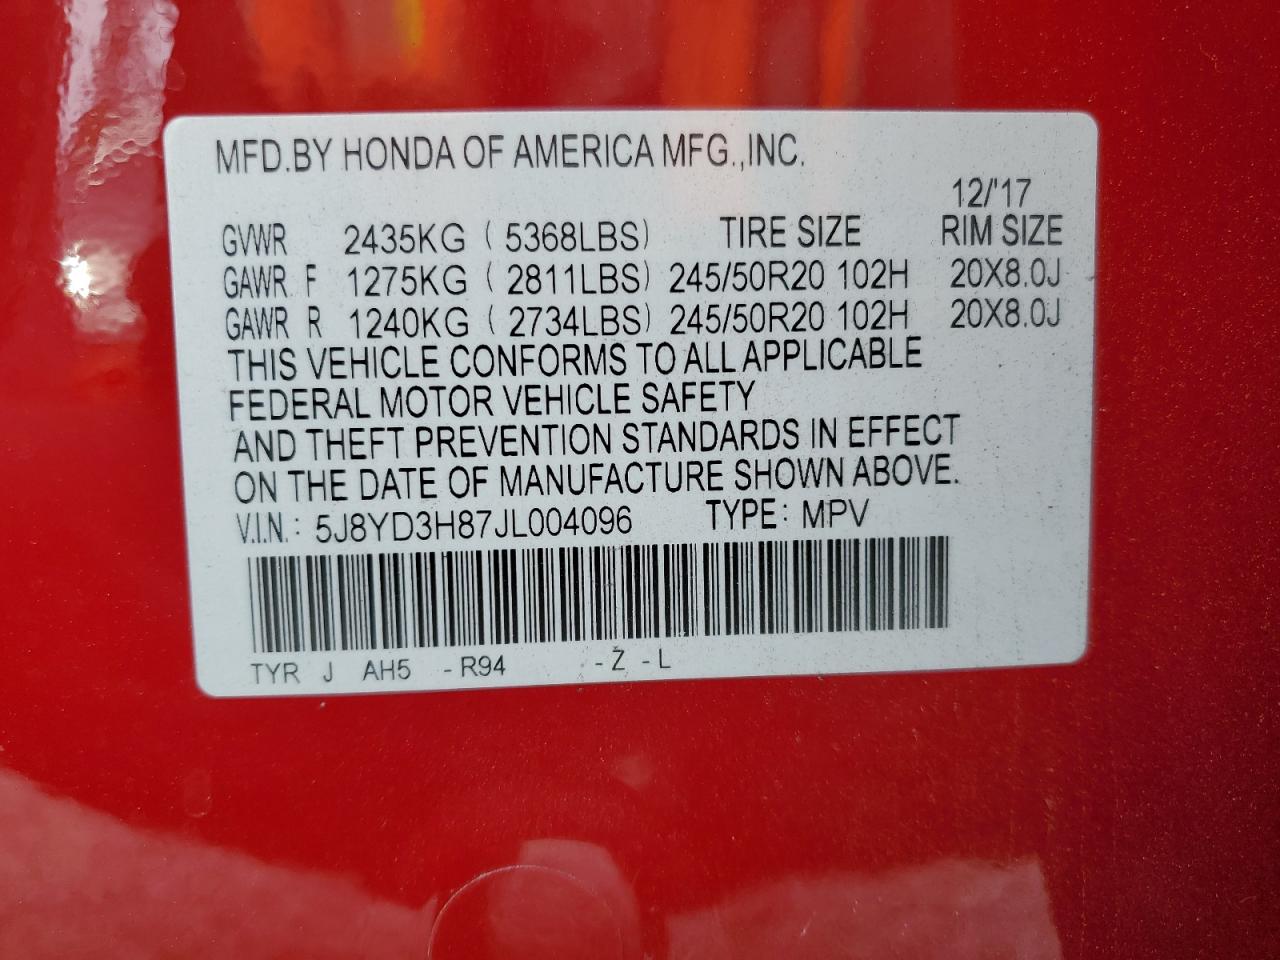 MFD.BY HONDA OF AMERICA MFG.,INC.
12/'17
GVWR 2435KG ( 5368LBS) TIRE SIZE RIM SIZE
GAWR F 1275KG ( 2811LBS) 245/50R20 102H 20X8.0J
GAWR R 1240KG ( 2734LBS) 245/50R20 102H 20X8.0J
THIS VEHICLE CONFORMS TO ALL APPLICABLE
FEDERAL MOTOR VEHICLE SAFETY
AND THEFT PREVENTION STANDARDS IN EFFECT
ON THE DATE OF MANUFACTURE SHOWN ABOVE.
V.I.N.: 5J8YD3H87JL004096 TYPE: MPV
TYR J AH5 -R94 -Z -L